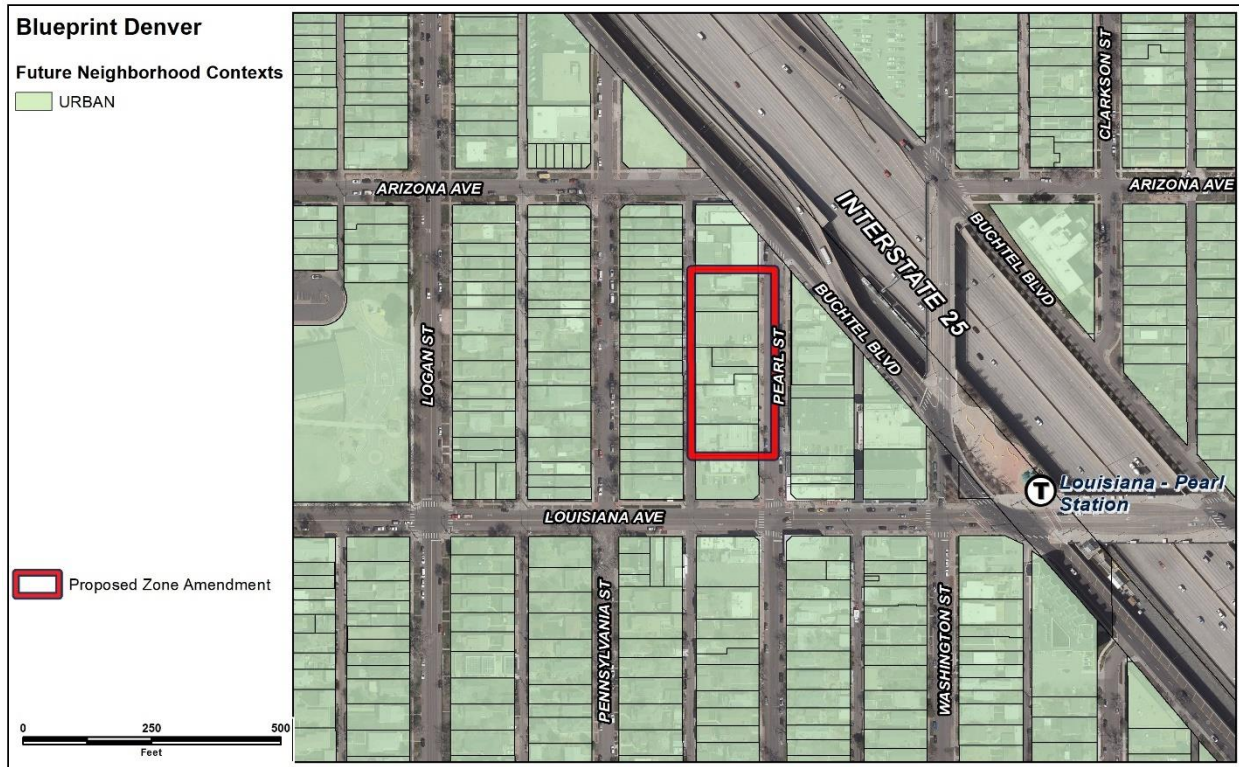 Blueprint Denver
Future Neighborhood Contexts
URBAN
Proposed Zone Amendment
0 250 500
Feet
CLARKSON ST
ARIZONA AVE
ARIZONA AVE
INTERSTATE 25
BUCHTEL BLVD
BUCHTEL BLVD
LOGAN ST
PEARL ST
T
Louisiana - Pearl
Station
LOUISIANA AVE
PENNSYLVANIA ST
WASHINGTON ST